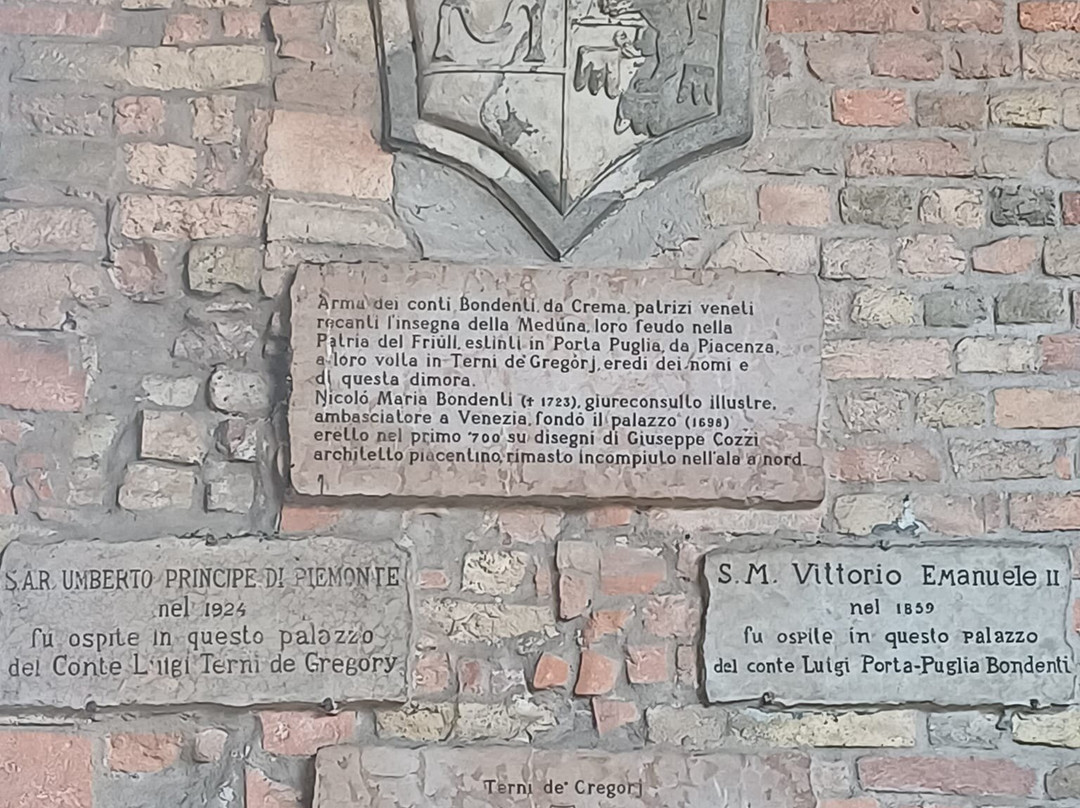 Arma dei conti Bondenti, da Crema, patrizi veneti
recanti l'insegna della Meduna, loro feudo nella
Patria del Friuli, estinti in Porta Puglia, da Piacenza,
a loro volta in Terni de' Gregorj, eredi dei nomi e
di questa dimora.
Nicoló Maria Bondenti († 1723), giureconsulto illustre,
ambasciatore a Venezia, fondò il palazzo (1698)
eretto nel primo '700 su disegni di Giuseppe Cozzi
architetto piacentino, rimasto incompiuto nell'ala a nord.
S.A.R. UMBERTO PRINCIPE DI PIEMONTE
nel 1924
fu ospite in questo palazzo
del Conte Luigi Terni de Gregory
S.M. Vittorio Emanuele II
nel 1859
fu ospite in questo palazzo
del conte Luigi Porta-Puglia Bondenti
Terni de' Gregorj